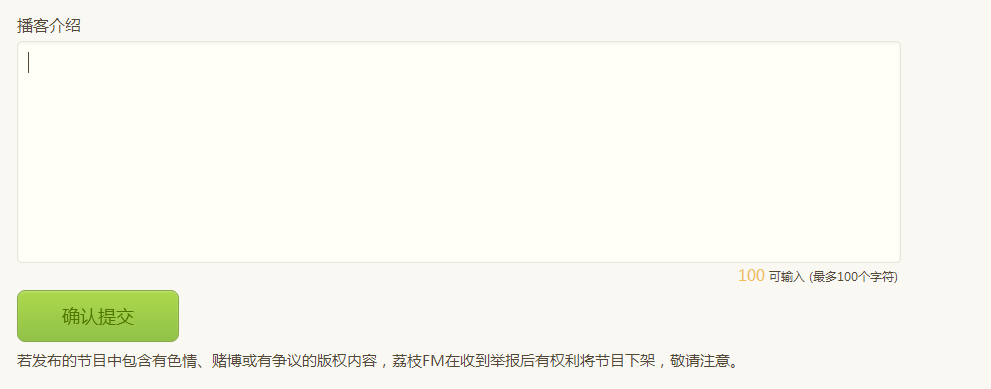 播客介绍
100 可输入 (最多100个字符)
确认提交
若发布的节目中包含有色情、赌博或有争议的版权内容，荔枝FM在收到举报后有权利将节目下架，敬请注意。